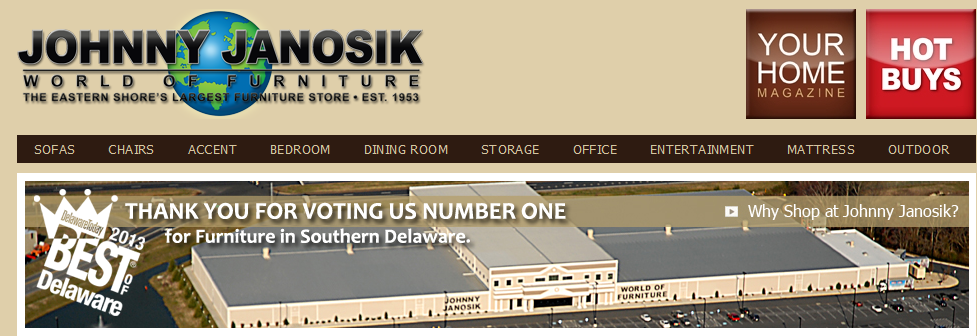 JOHNNY JANOSIK
WORLD OF FURNITURE
THE EASTERN SHORE'S LARGEST FURNITURE STORE • EST. 1953
YOUR
HOME
MAGAZINE
HOT
BUYS
SOFAS CHAIRS ACCENT BEDROOM DINING ROOM STORAGE OFFICE ENTERTAINMENT MATTRESS OUTDOOR
DelawareToday
2013
BEST OF
Delaware
THANK YOU FOR VOTING US NUMBER ONE
for Furniture in Southern Delaware.
Why Shop at Johnny Janosik?
JOHNNY
JANOSIK
WORLD OF
FURNITURE